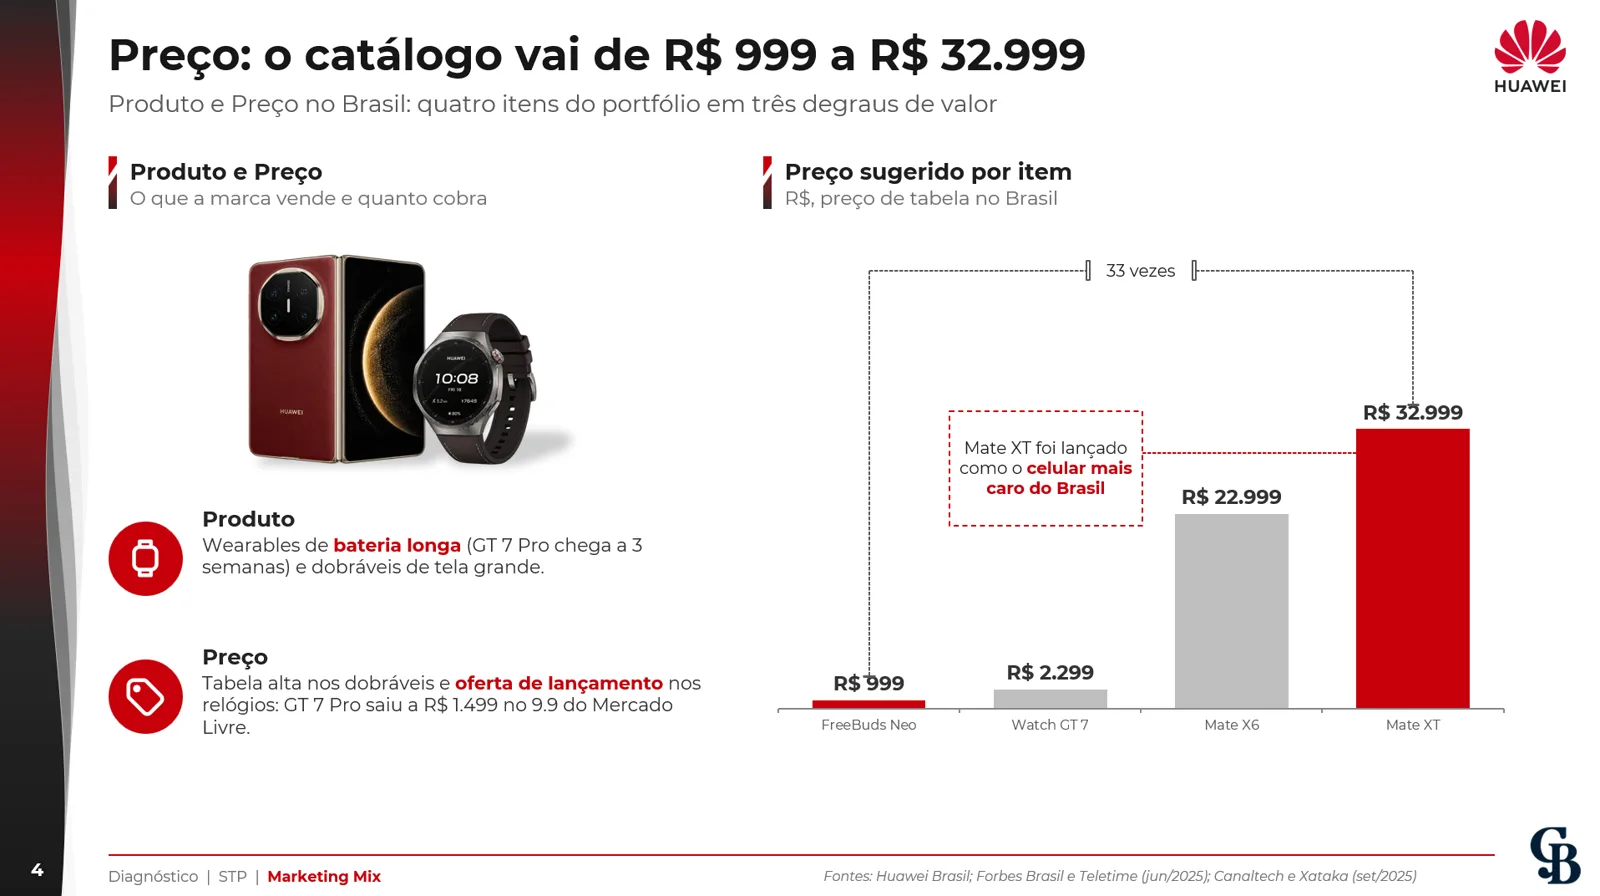 Preço: o catálogo vai de R$ 999 a R$ 32.999
Produto e Preço no Brasil: quatro itens do portfólio em três degraus de valor
HUAWEI
Produto e Preço
O que a marca vende e quanto cobra
HUAWEI
HUAWEI
10:08
Produto
Wearables de bateria longa (GT 7 Pro chega a 3
semanas) e dobráveis de tela grande.
Preço
Tabela alta nos dobráveis e oferta de lançamento nos
relógios: GT 7 Pro saiu a R$ 1.499 no 9.9 do Mercado
Livre.
Preço sugerido por item
R$, preço de tabela no Brasil
33 vezes
Mate XT foi lançado
como o celular mais
caro do Brasil
R$ 999
R$ 2.299
R$ 22.999
R$ 32.999
FreeBuds Neo
Watch GT 7
Mate X6
Mate XT
4
Diagnóstico | STP | Marketing Mix
Fontes: Huawei Brasil; Forbes Brasil e Teletime (jun/2025); Canaltech e Xataka (set/2025)
GB